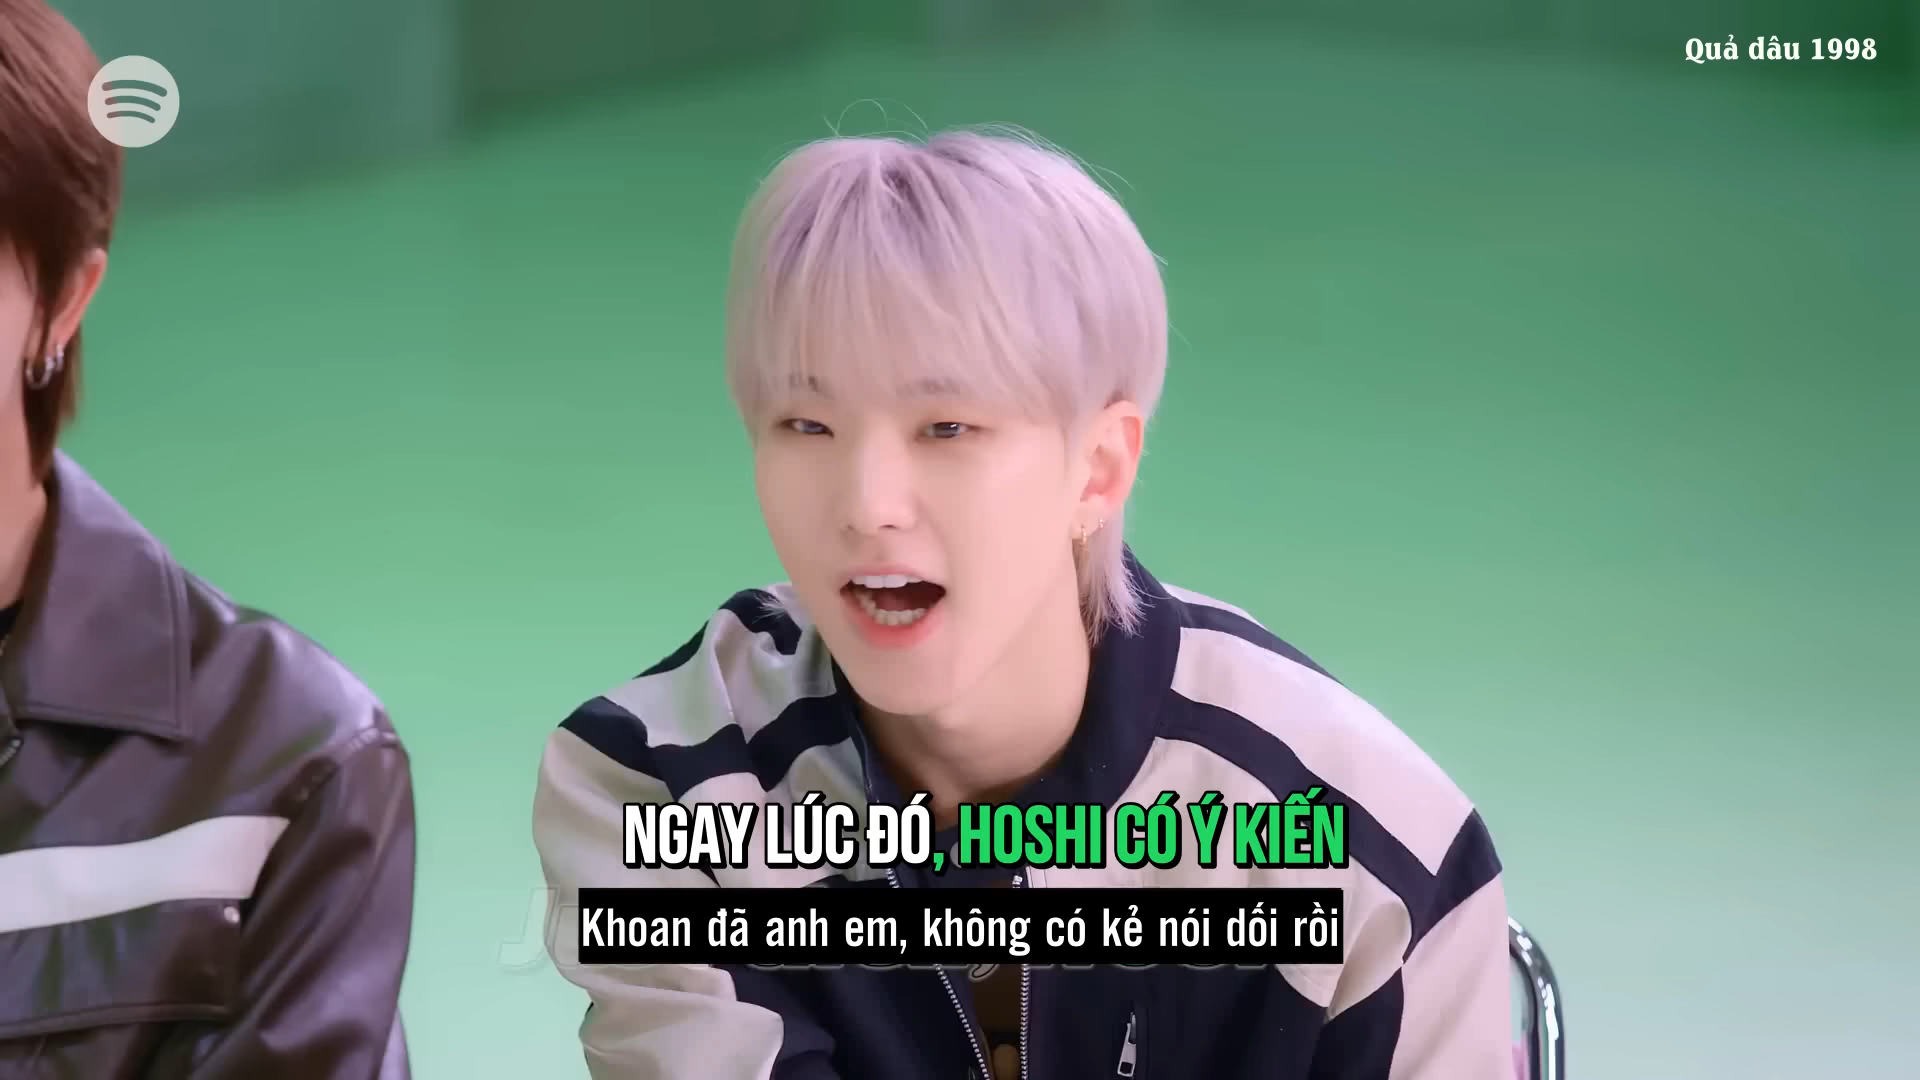 Quả dâu 1998
NGAY LÚC ĐÓ, HOSHI CÓ Ý KIẾN
Khoan đã anh em, không có kẻ nói dối rồi